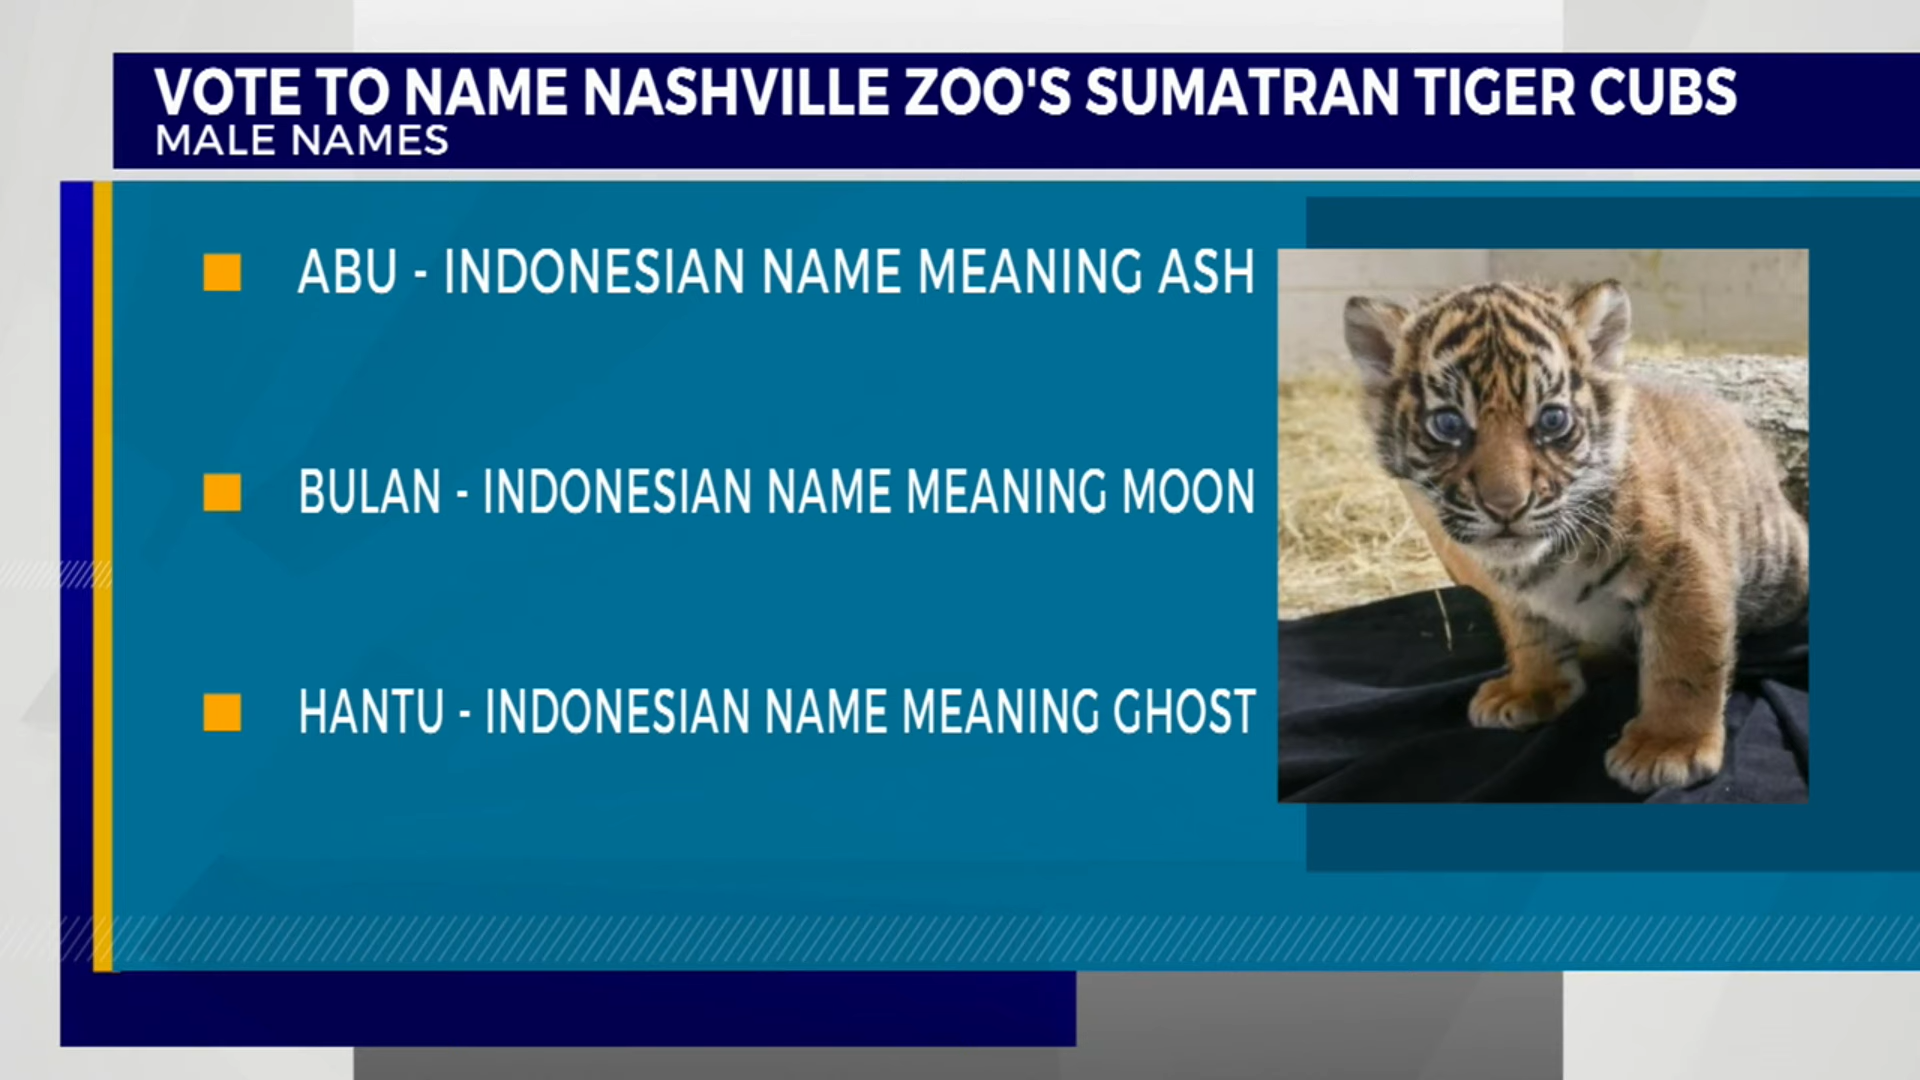 VOTE TO NAME NASHVILLE ZOO'S SUMATRAN TIGER CUBS
MALE NAMES
ABU - INDONESIAN NAME MEANING ASH
BULAN - INDONESIAN NAME MEANING MOON
HANTU - INDONESIAN NAME MEANING GHOST